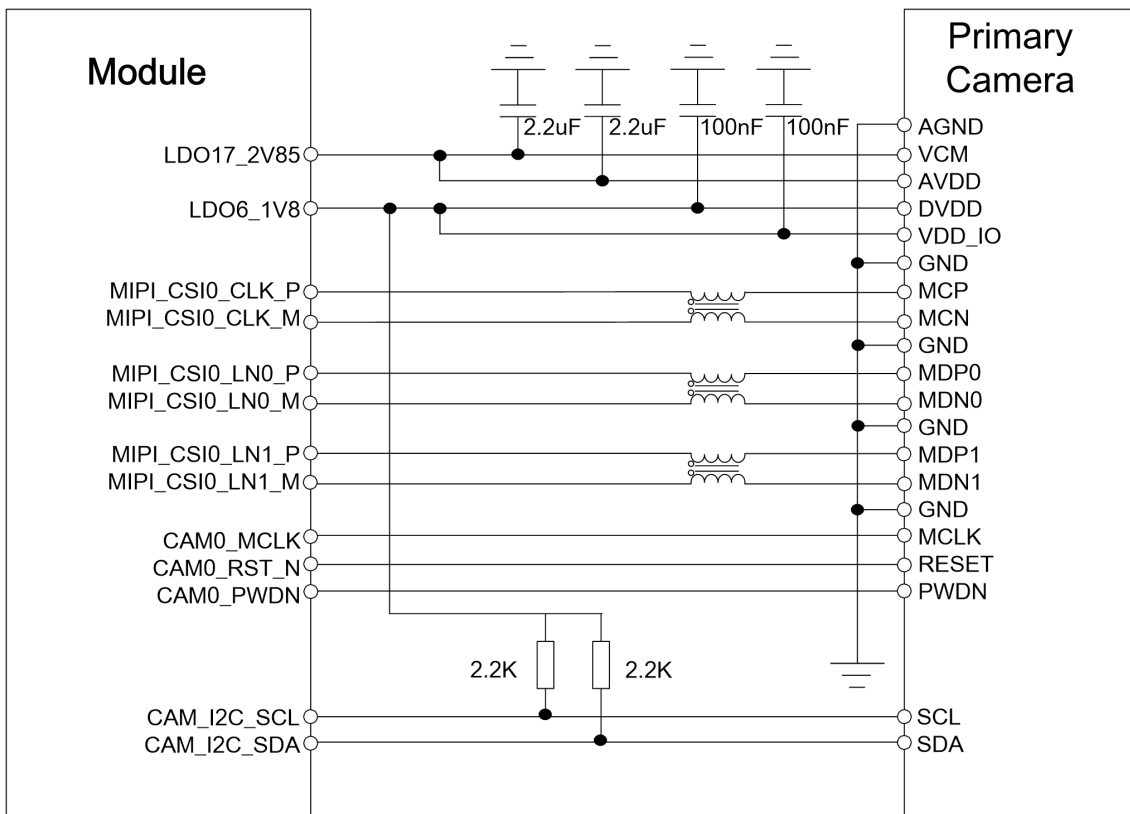 Module
Primary
Camera
2.2uF
2.2uF
100nF
100nF
LDO17_2V85
LDO6_1V8
MIPI_CSI0_CLK_P
MIPI_CSI0_CLK_M
MIPI_CSI0_LN0_P
MIPI_CSI0_LN0_M
MIPI_CSI0_LN1_P
MIPI_CSI0_LN1_M
CAM0_MCLK
CAM0_RST_N
CAM0_PWDN
2.2K
2.2K
CAM_I2C_SCL
CAM_I2C_SDA
AGND
VCM
AVDD
DVDD
VDD_IO
GND
MCP
MCN
GND
MDP0
MDN0
GND
MDP1
MDN1
GND
MCLK
RESET
PWDN
SCL
SDA